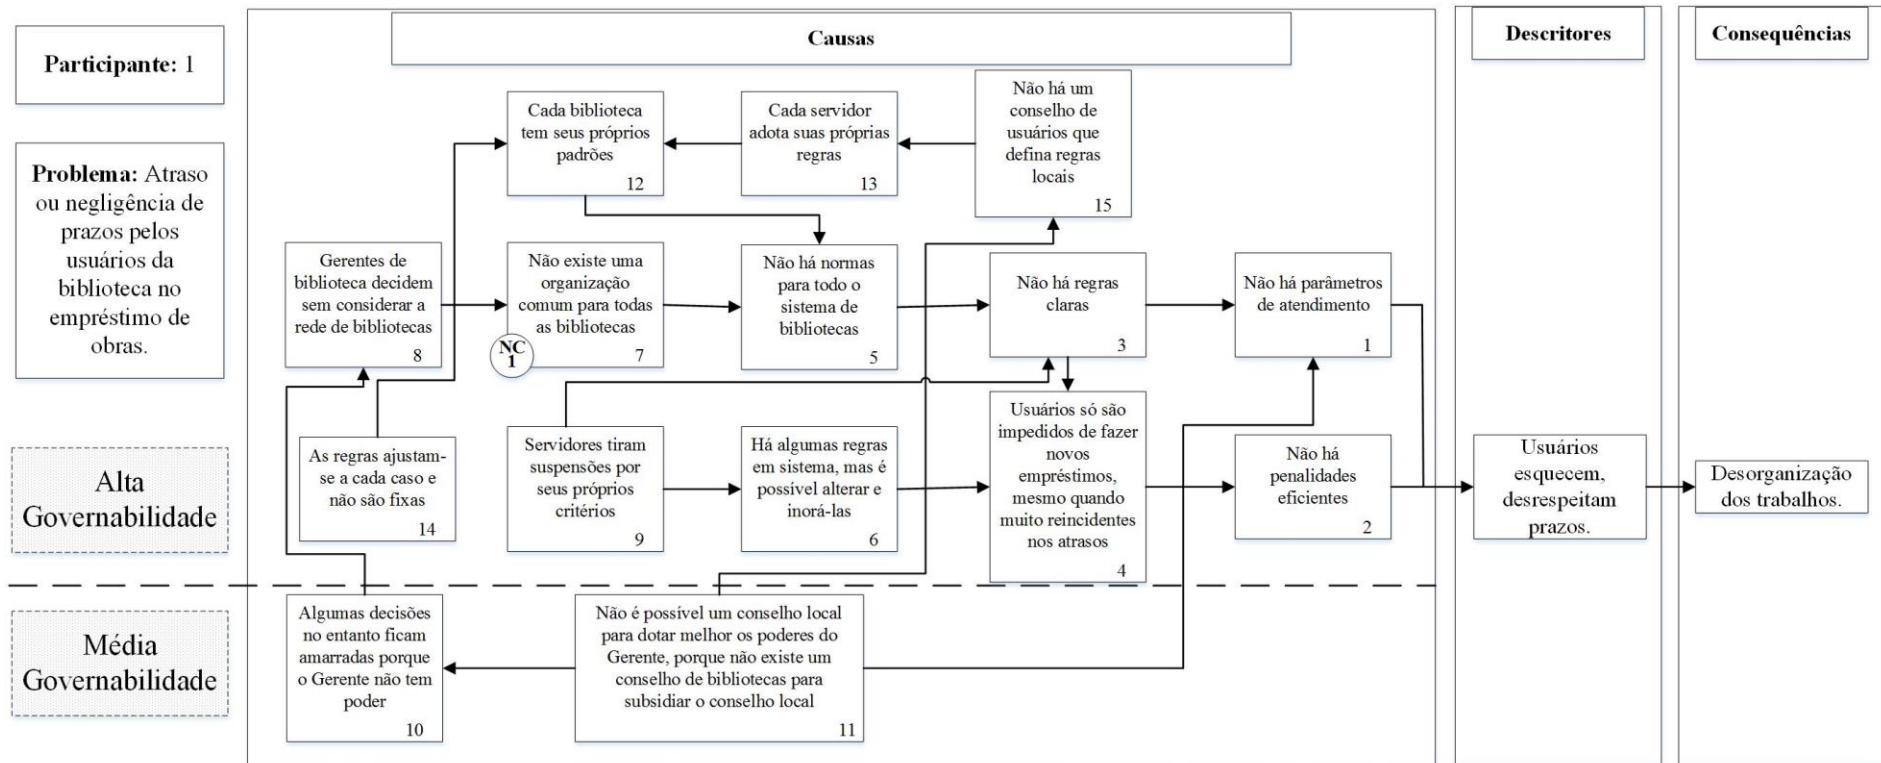 Participante: 1
Problema: Atraso
ou negligência de
prazos pelos
usuários da
biblioteca no
empréstimo de
obras.
Alta
Governabilidade
Média
Governabilidade
Causas
Cada biblioteca
tem seus próprios
padrões
12
Cada servidor
adota suas próprias
regras
13
Não há um
conselho de
usuários que
defina regras
locais
15
Gerentes de
biblioteca decidem
sem considerar a
rede de bibliotecas
8
Não existe uma
organização
comum para todas
as bibliotecas
7
NC
1
Não há normas
para todo o
sistema de
bibliotecas
5
Não há regras
claras
3
Não há parâmetros
de atendimento
1
As regras ajustam-
se a cada caso e
não são fixas
14
Servidores tiram
suspensões por
seus próprios
critérios
9
Há algumas regras
em sistema, mas é
possível alterar e
inorá-las
6
Usuários só são
impedidos de fazer
novos
empréstimos,
mesmo quando
muito reincidentes
nos atrasos
4
Não há
penalidades
eficientes
2
Algumas decisões
no entanto ficam
amarradas porque
o Gerente não tem
poder
10
Não é possível um conselho local
para dotar melhor os poderes do
Gerente, porque não existe um
conselho de bibliotecas para
subsidiar o conselho local
11
Descritores
Usuários
esquecem,
desrespeitam
prazos.
Consequências
Desorganização
dos trabalhos.